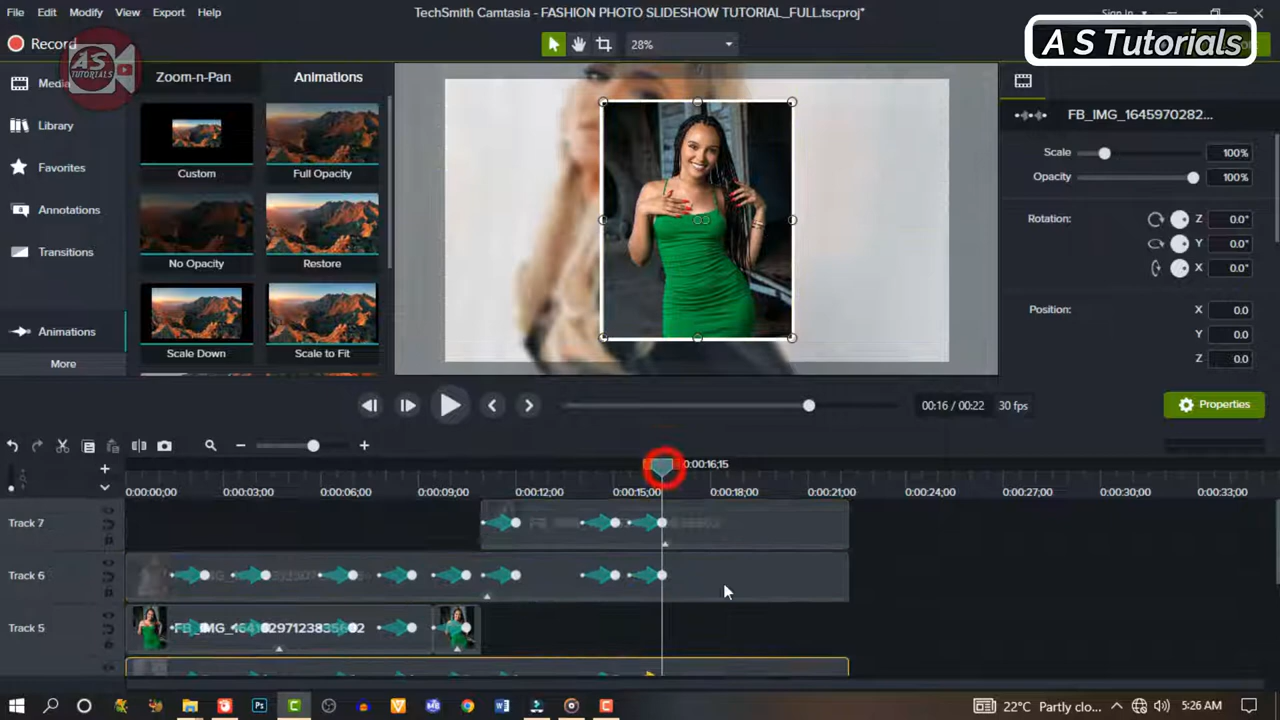 File Edit Modify View Export Help
TechSmith Camtasia - FASHION PHOTO SLIDESHOW TUTORIAL_FULL.tscproj*
Sign In
A S Tutorials
Record
28%
AS
TUTORIALS
Media
Library
Favorites
Annotations
Transitions
Animations
More
Zoom-n-Pan
Animations
Custom
Full Opacity
No Opacity
Restore
Scale Down
Scale to Fit
FB_IMG_1645970282...
Scale 100%
Opacity 100%
Rotation: Z 0.0°
Y 0.0°
X 0.0°
Position: X 0.0
Y 0.0
Z 0.0
00:16 / 00:22 30 fps
Properties
0:00:16;15
0:00:00;00 0:00:03;00 0:00:06;00 0:00:09;00 0:00:12;00 0:00:15;00 0:00:18;00 0:00:21;00 0:00:24;00 0:00:27;00 0:00:30;00 0:00:33;00
Track 7
Track 6
Track 5
22°C Partly clo... 5:26 AM